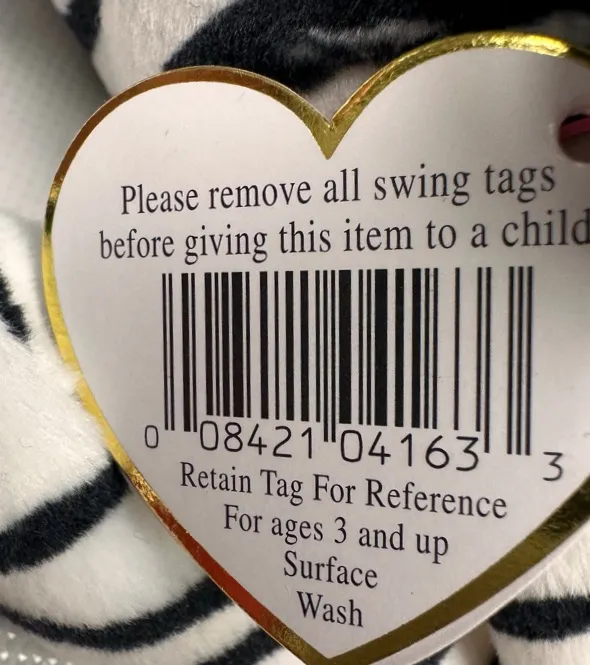 Please remove all swing tags
before giving this item to a child
0 08421 04163 3
Retain Tag For Reference
For ages 3 and up
Surface
Wash